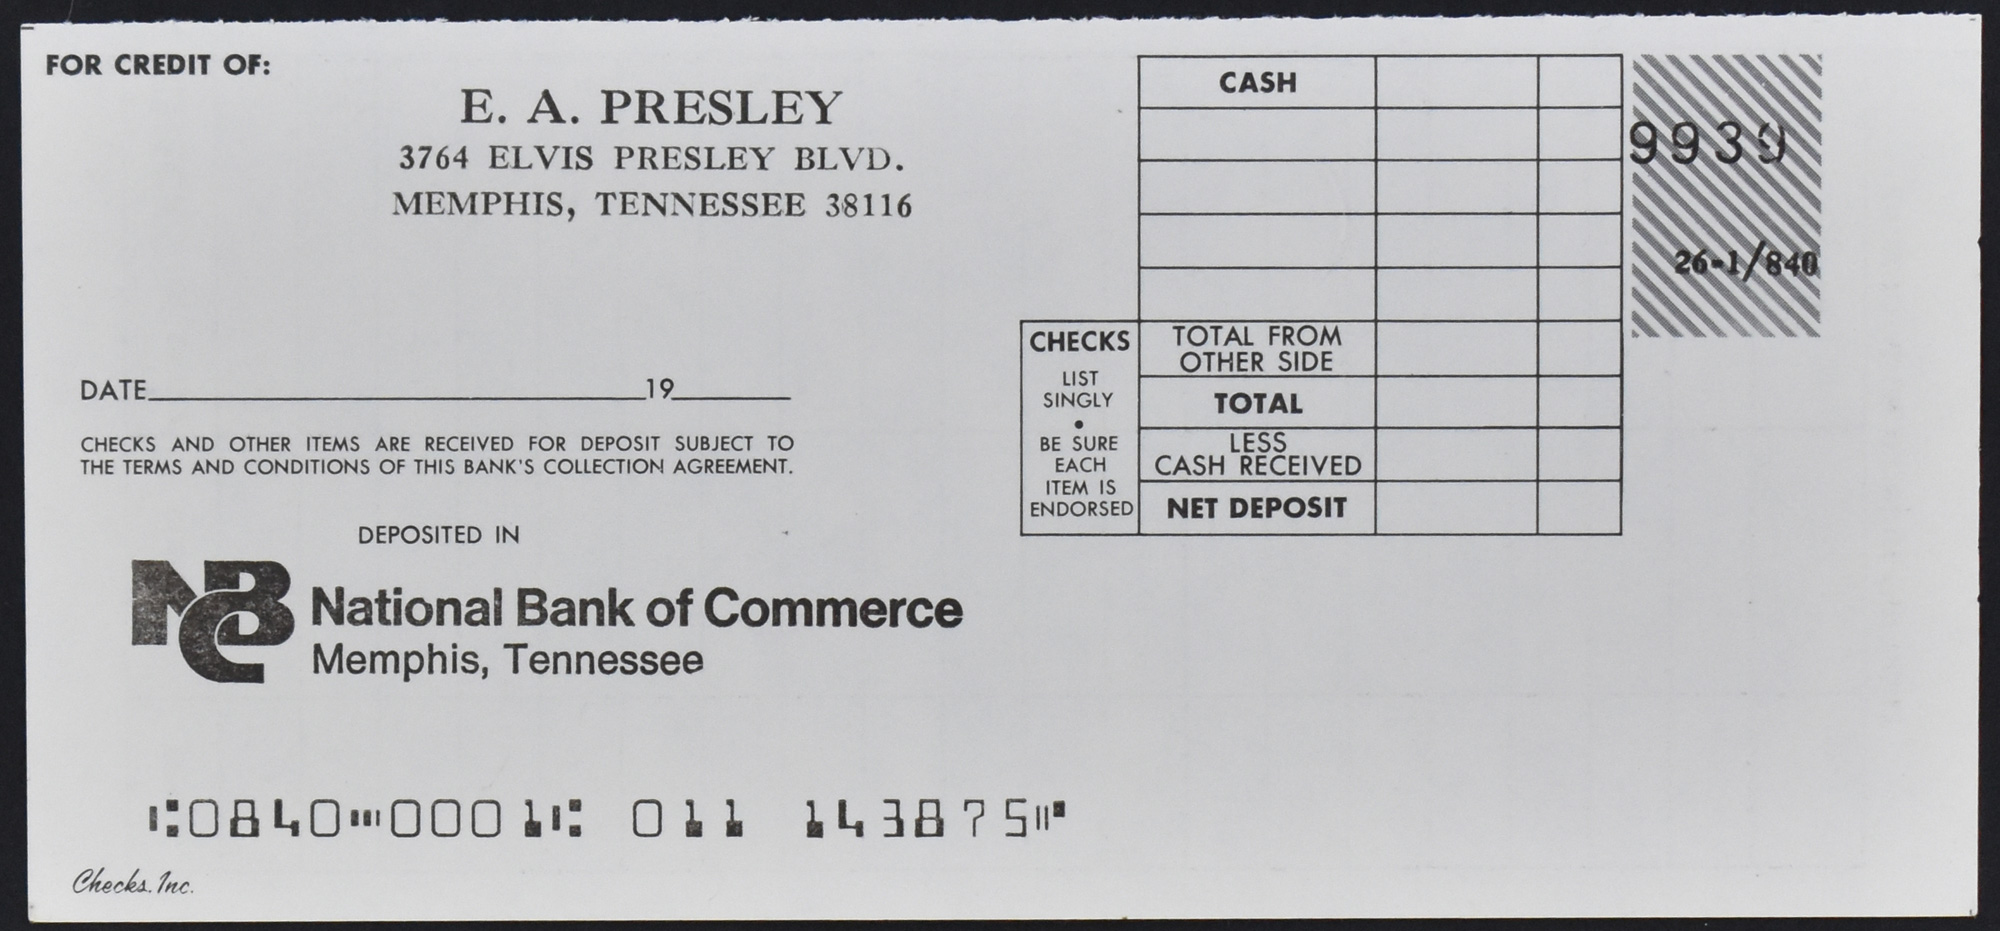 FOR CREDIT OF:
E. A. PRESLEY
3764 ELVIS PRESLEY BLVD.
MEMPHIS, TENNESSEE 38116
DATE 19
CHECKS AND OTHER ITEMS ARE RECEIVED FOR DEPOSIT SUBJECT TO
THE TERMS AND CONDITIONS OF THIS BANK'S COLLECTION AGREEMENT.
DEPOSITED IN
NBC
National Bank of Commerce
Memphis, Tennessee
CASH
9939
26-1/840
CHECKS
LIST
SINGLY
•
BE SURE
EACH
ITEM IS
ENDORSED
TOTAL FROM
OTHER SIDE
TOTAL
LESS
CASH RECEIVED
NET DEPOSIT
⑆0840⑉0001⑆ 011 143875⑈
Checks, Inc.